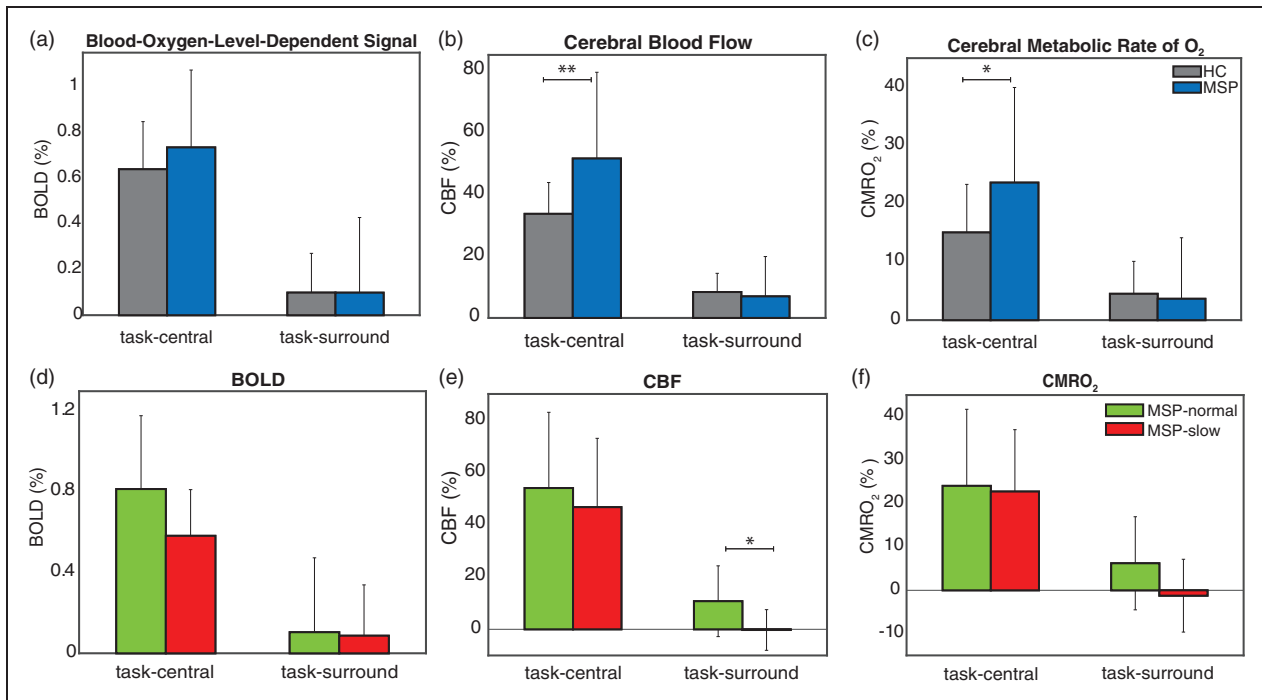 (a)
Blood-Oxygen-Level-Dependent Signal
BOLD (%)
1
0.8
0.6
0.4
0.2
0
task-central
task-surround
(b)
Cerebral Blood Flow
CBF (%)
80
60
40
20
0
**
task-central
task-surround
(c)
Cerebral Metabolic Rate of O₂
CMRO₂ (%)
40
30
20
10
0
*
HC
MSP
task-central
task-surround
(d)
BOLD
BOLD (%)
1.2
0.8
0.4
0
task-central
task-surround
(e)
CBF
CBF (%)
80
60
40
20
0
*
task-central
task-surround
(f)
CMRO₂
CMRO₂ (%)
40
30
20
10
0
-10
MSP-normal
MSP-slow
task-central
task-surround